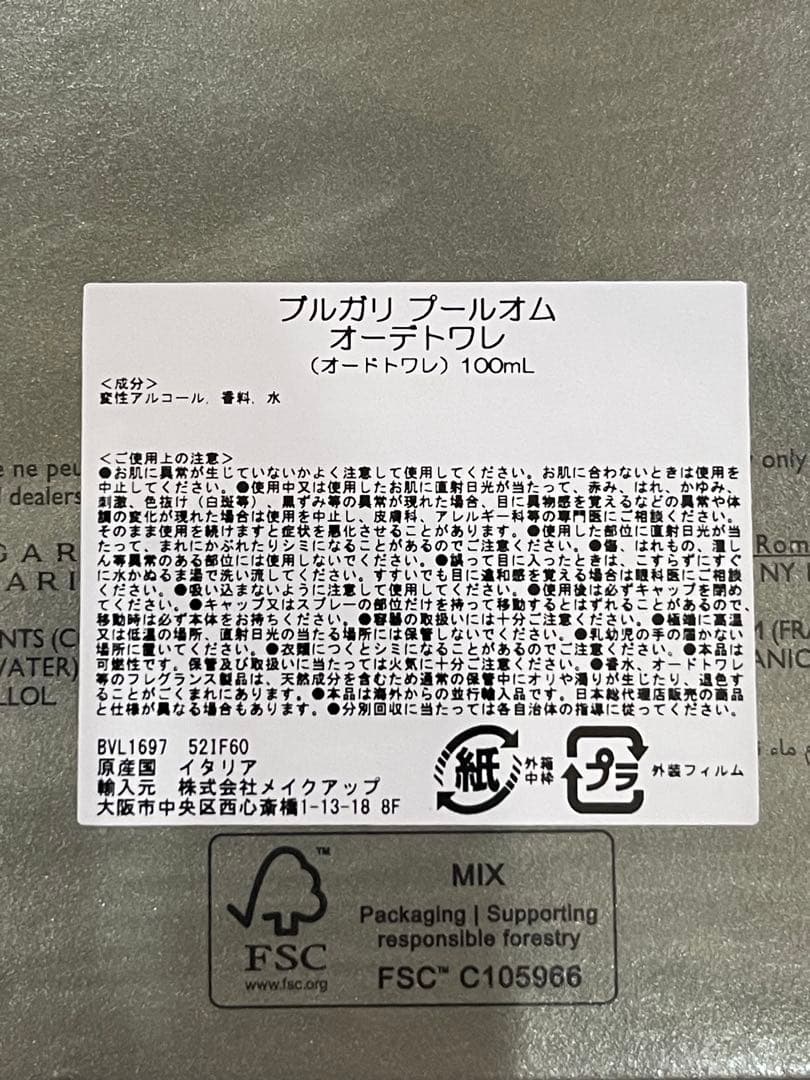 ブルガリ プールオム
オーデトワレ
（オードトワレ）100mL
＜成分＞
変性アルコール, 香料, 水
＜ご使用上の注意＞
●お肌に異常が生じていないかよく注意して使用してください。お肌に合わないときは使用を
中止してください。●使用中又は使用したお肌に直射日光が当たって、赤み、はれ、かゆみ、
刺激、色抜け（白斑等）、黒ずみ等の異常が現れた場合、目に異物感を覚えるなどの異常や体
調の変化が現れた場合は使用を中止し、皮膚科、アレルギー科等の専門医にご相談ください。
そのまま使用を続けますと症状を悪化させることがあります。●使用した部位に直射日光が当
たって、まれにかぶれたりシミになることがあるのでご注意ください。●傷、はれもの、湿し
ん等異常のある部位には使用しないでください。●誤って目に入ったときは、こすらずにすぐ
に水かぬるま湯で洗い流してください。すすいでも目に違和感を覚える場合は眼科医にご相談
ください。●吸い込まないように注意して使用してください。●使用後は必ずキャップを閉め
てください。●キャップ又はスプレーの部位だけを持って移動するとはずれることがあるので、
移動時は必ず本体をお持ちください。●容器の取扱いには十分ご注意ください。●極端に高温
又は低温の場所、直射日光の当たる場所には保管しないでください。●乳幼児の手の届かない
場所に置いてください。●衣類につくとシミになることがあるのでご注意ください。●本品は
可燃性です。保管及び取扱いに当たっては火気に十分ご注意ください。●香水、オードトワレ
等のフレグランス製品は、天然成分を含むため通常の保管中にオリや濁りが生じたり、退色す
ることがごくまれにあります。●本品は海外からの並行輸入品です。日本総代理店販売の商品
と仕様が異なる場合もあります。●分別回収に当たっては各自治体の指導に従ってください。
BVL1697 52IF60
原産国 イタリア
輸入元 株式会社メイクアップ
大阪市中央区西心斎橋1-13-18 8F
紙 外箱
中枠
プラ 外装フィルム
e ne peu
d dealers
GAR
ARI
NTS (C
WATER)
LLOL
only
Rom
NY
M (FRA
ANIC
FSC™
www.fsc.org
MIX
Packaging | Supporting
responsible forestry
FSC™ C105966